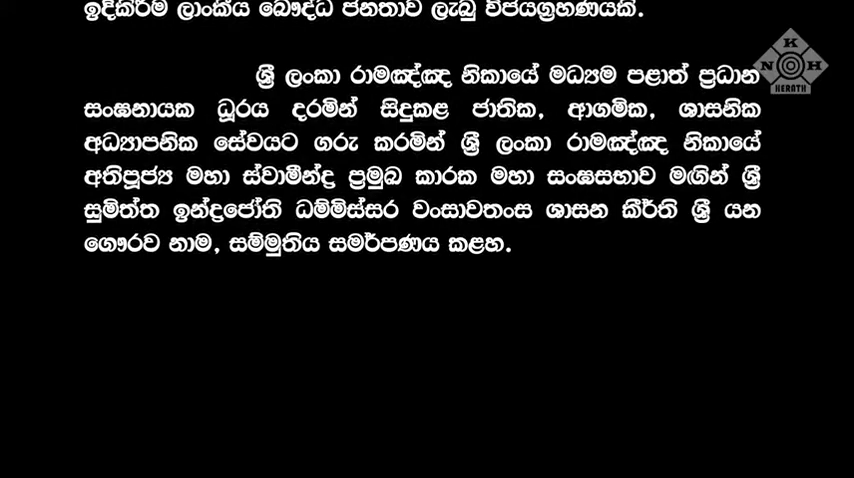 ඉදිකිරීම ලාංකීය බෞද්ධ ජනතාව ලැබූ විජයග්‍රහණයකි.
ශ්‍රී ලංකා රාමඤ්ඤ නිකායේ මධ්‍යම පළාත් ප්‍රධාන
සංඝනායක ධූරය දරමින් සිදුකළ ජාතික, ආගමික, ශාසනික
අධ්‍යාපනික සේවයට ගරු කරමින් ශ්‍රී ලංකා රාමඤ්ඤ නිකායේ
අතිපූජ්‍ය මහා ස්වාමීන්ද්‍ර ප්‍රමුඛ කාරක මහා සංඝසභාව මඟින් ශ්‍රී
සුමිත්ත ඉන්ද්‍රජෝති ධම්මිස්සර වංසාවතංස ශාසන කීර්ති ශ්‍රී යන
ගෞරව නාම, සම්මුතිය සමර්පණය කළහ.
K
N H
HERATH